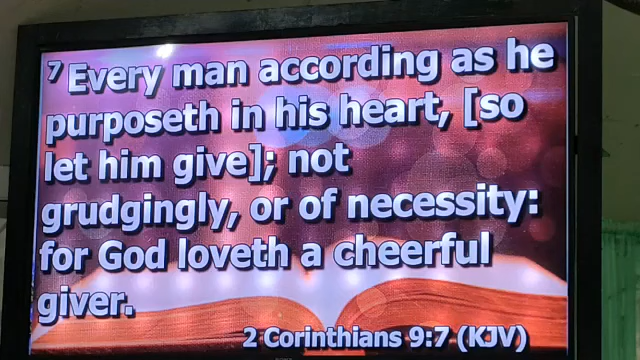 7 Every man according as he
purposeth in his heart, [so
let him give]; not
grudgingly, or of necessity:
for God loveth a cheerful
giver.
2 Corinthians 9:7 (KJV)